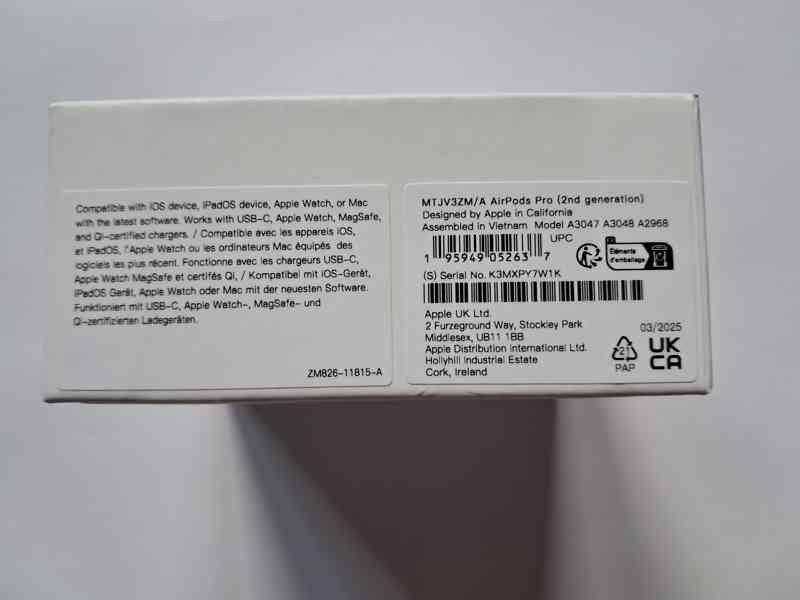 Compatible with iOS device, iPadOS device, Apple Watch, or Mac
with the latest software. Works with USB-C, Apple Watch, MagSafe,
and Qi-certified chargers. / Compatible avec les appareils iOS,
et iPadOS, l'Apple Watch ou les ordinateurs Mac équipés des
logiciels les plus récent. Fonctionne avec les chargeurs USB-C,
Apple Watch MagSafe et certifés Qi, / Kompatibel mit iOS-Gerät,
iPadOS Gerät, Apple Watch oder Mac mit der neuesten Software.
Funktioniert mit USB-C, Apple Watch-, MagSafe- und
Qi-zertifizierten Ladegeräten.
ZM826-11815-A
MTJV3ZM/A AirPods Pro (2nd generation)
Designed by Apple in California
Assembled in Vietnam Model A3047 A3048 A2968
UPC
1 95949 05263 7
Éléments
d'emballage
(S) Serial No. K3MXPY7W1K
Apple UK Ltd.
2 Furzeground Way, Stockley Park
Middlesex, UB11 1BB
Apple Distribution International Ltd.
Hollyhill Industrial Estate
Cork, Ireland
03/2025
21
PAP
UK
CA